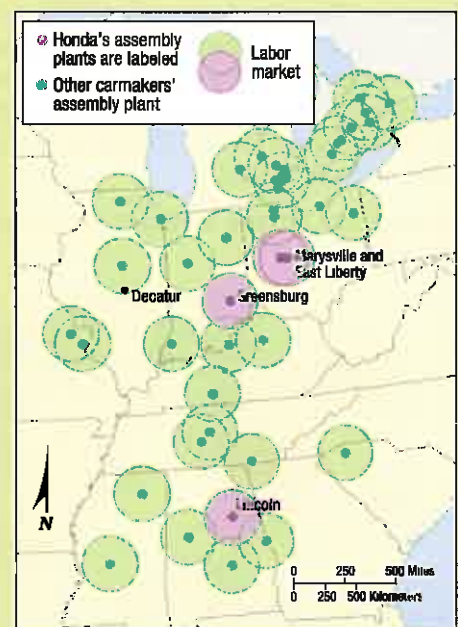 Honda's assembly
plants are labeled
Other carmakers'
assembly plant
Labor
market
Marysville and
East Liberty
Decatur
Greensburg
Lincoln
N
0 250 500 Miles
0 250 500 Kilometers